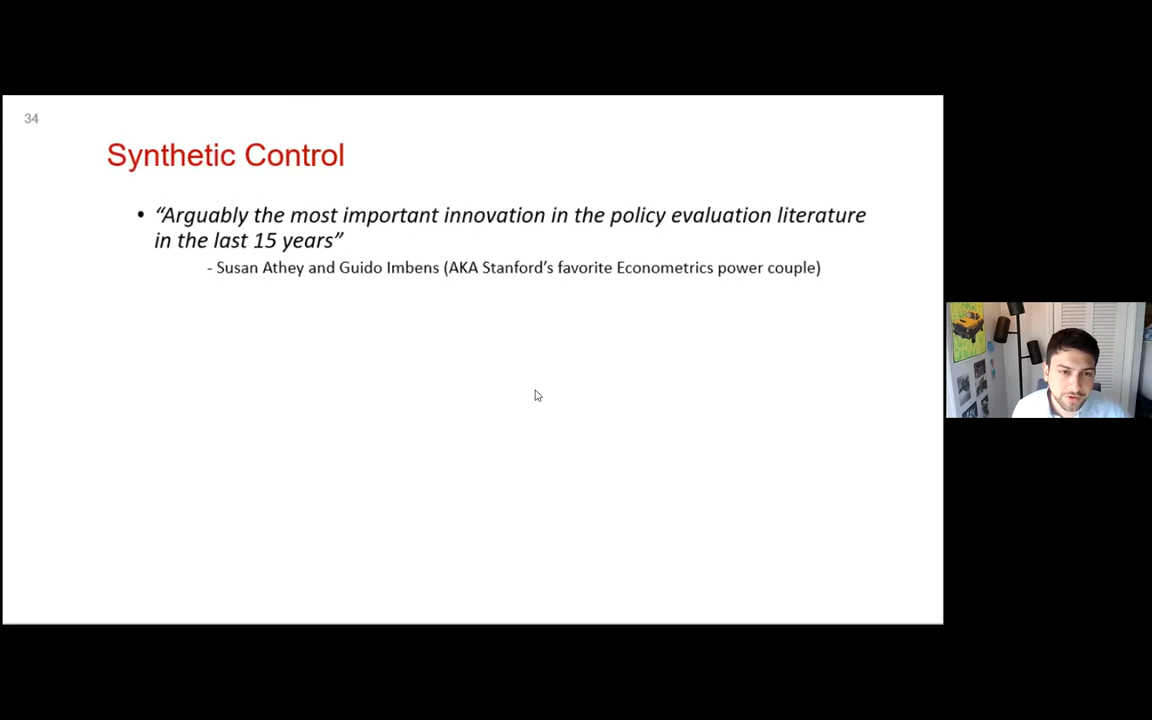 34
Synthetic Control
• “Arguably the most important innovation in the policy evaluation literature
in the last 15 years”
- Susan Athey and Guido Imbens (AKA Stanford’s favorite Econometrics power couple)